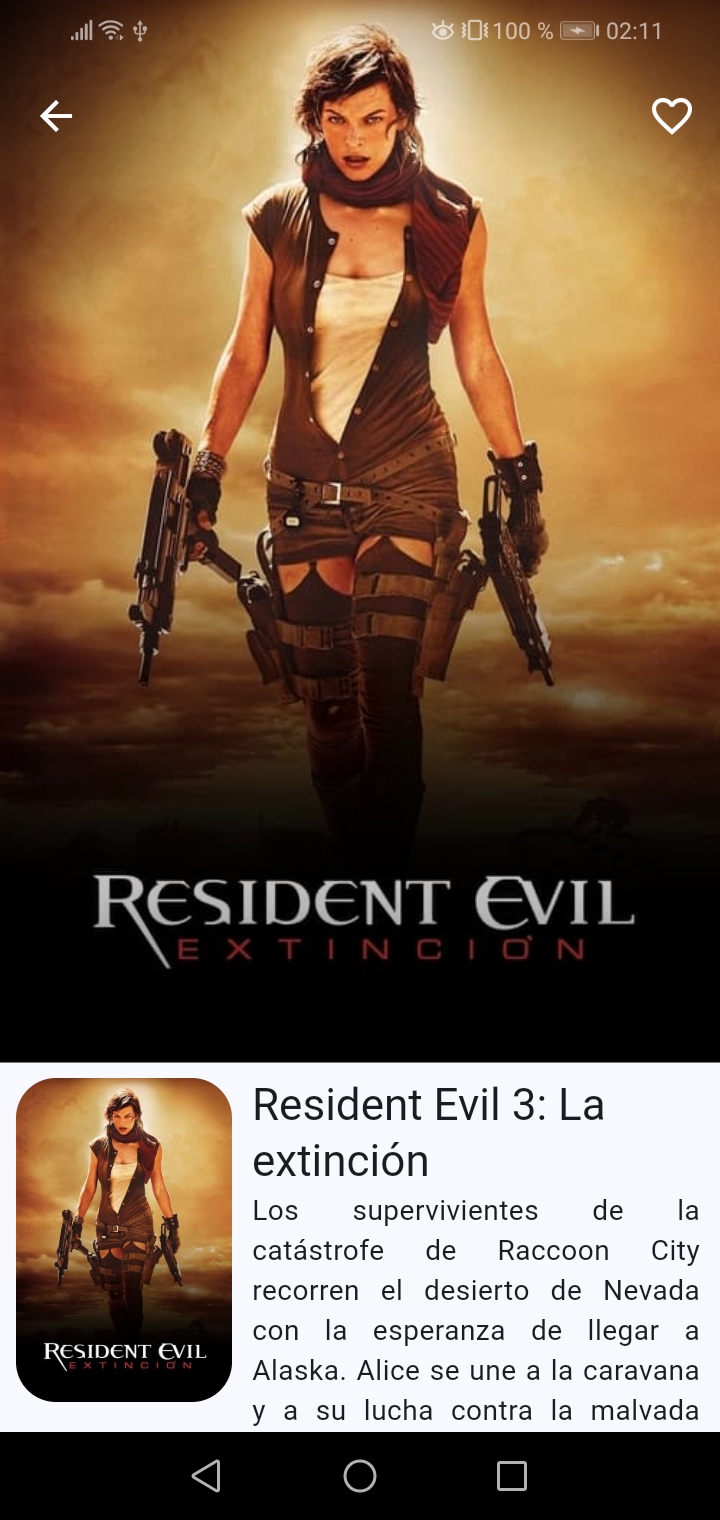 100 % 02:11
RESIDENT EVIL
EXTINCIÓN
Resident Evil 3: La
extinción
Los supervivientes de la
catástrofe de Raccoon City
recorren el desierto de Nevada
con la esperanza de llegar a
Alaska. Alice se une a la caravana
y a su lucha contra la malvada
RESIDENT EVIL
EXTINCIÓN